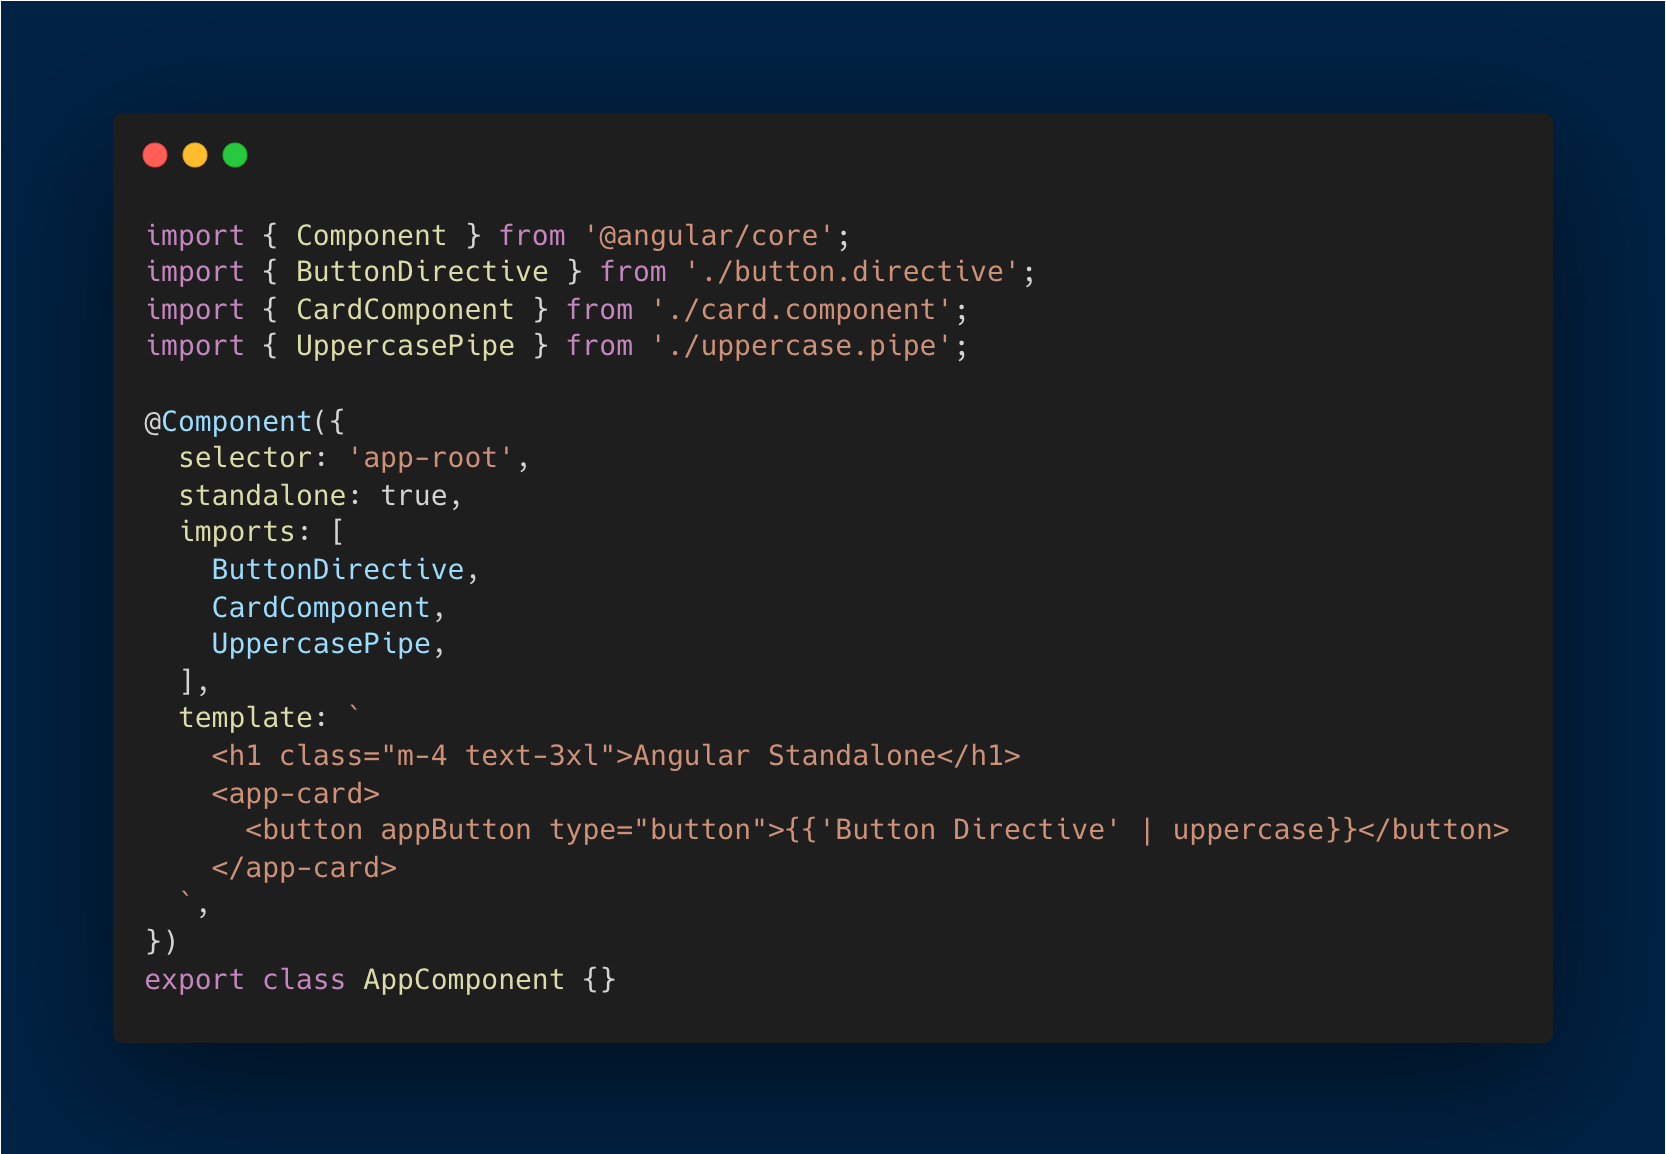 import { Component } from '@angular/core';
import { ButtonDirective } from './button.directive';
import { CardComponent } from './card.component';
import { UppercasePipe } from './uppercase.pipe';

@Component({
  selector: 'app-root',
  standalone: true,
  imports: [
    ButtonDirective,
    CardComponent,
    UppercasePipe,
  ],
  template: `
    <h1 class="m-4 text-3xl">Angular Standalone</h1>
    <app-card>
      <button appButton type="button">{{'Button Directive' | uppercase}}</button>
    </app-card>
  `,
})
export class AppComponent {}